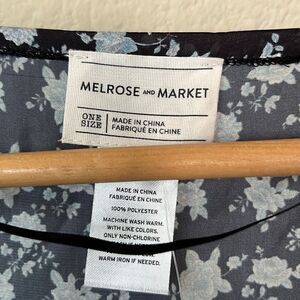 MELROSE AND MARKET
ONE
SIZE
MADE IN CHINA
FABRIQUÉ EN CHINE
MADE IN CHINA
FABRIQUÉ EN CHINE
100% POLYESTER
MACHINE WASH WARM.
WITH LIKE COLORS.
ONLY NON-CHLORINE
WARM IRON IF NEEDED.